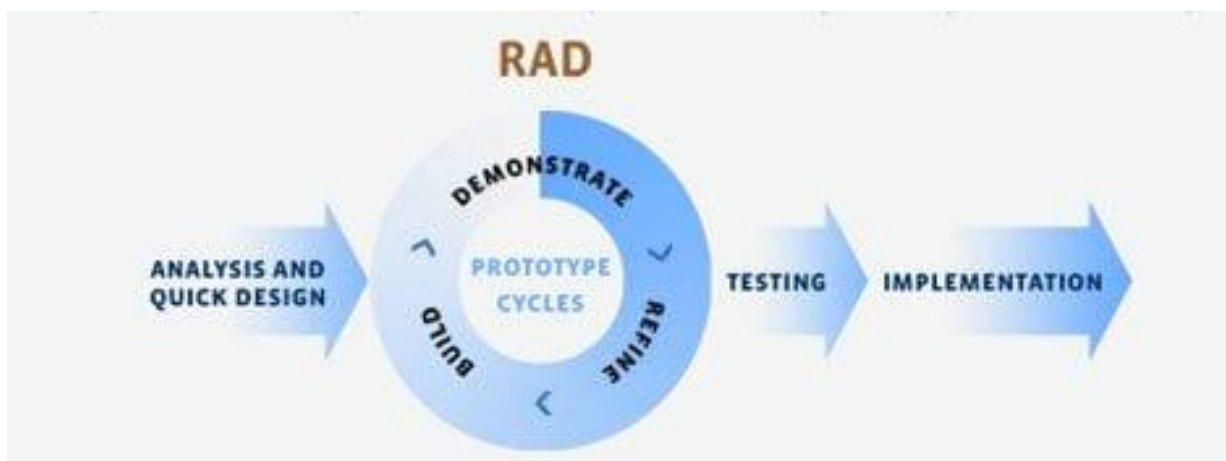 RAD
ANALYSIS AND
QUICK DESIGN
DEMONSTRATE
REFINE
BUILD
PROTOTYPE
CYCLES
TESTING
IMPLEMENTATION